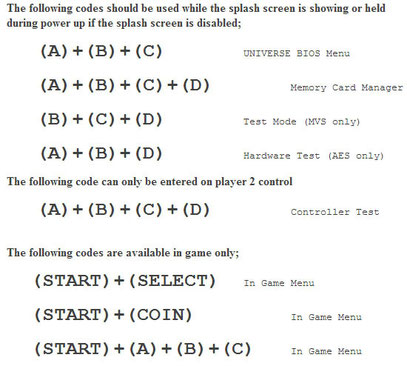 The following codes should be used while the splash screen is showing or held
during power up if the splash screen is disabled;
(A)+(B)+(C) UNIVERSE BIOS Menu
(A)+(B)+(C)+(D) Memory Card Manager
(B)+(C)+(D) Test Mode (MVS only)
(A)+(B)+(D) Hardware Test (AES only)
The following code can only be entered on player 2 control
(A)+(B)+(C)+(D) Controller Test
The following codes are available in game only;
(START)+(SELECT) In Game Menu
(START)+(COIN) In Game Menu
(START)+(A)+(B)+(C) In Game Menu